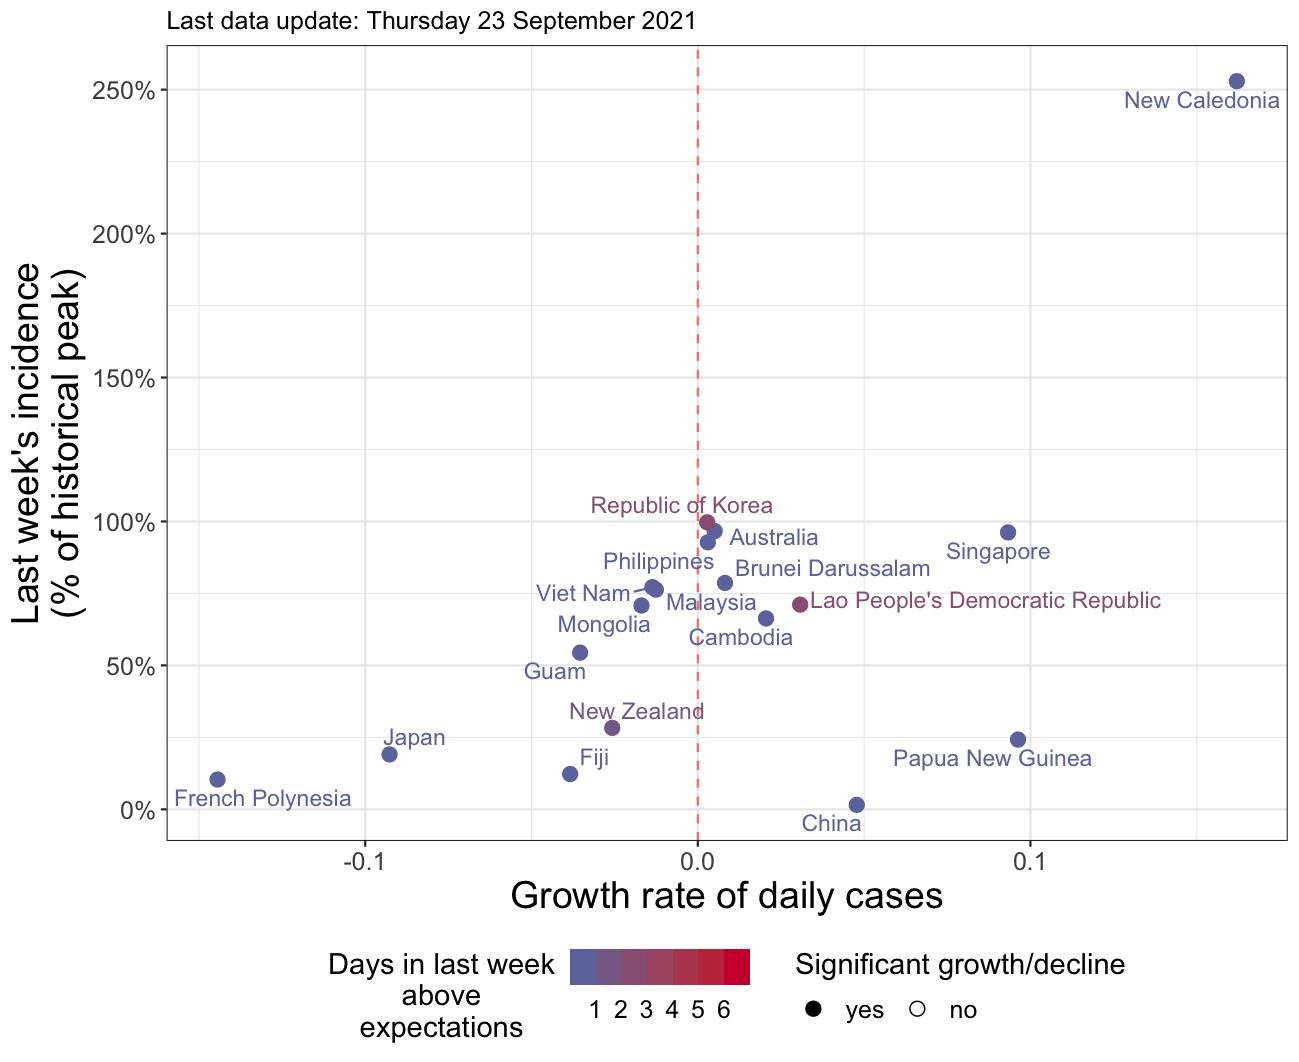 Last data update: Thursday 23 September 2021
250%
New Caledonia
200%
Last week's incidence
(% of historical peak)
150%
Republic of Korea
100%
Australia
Singapore
Philippines
Brunei Darussalam
Viet Nam
Malaysia
Lao People's Democratic Republic
Mongolia
Cambodia
50%
Guam
New Zealand
Japan
Fiji
Papua New Guinea
French Polynesia
0%
China
-0.1 0.0 0.1
Growth rate of daily cases
Days in last week
above
expectations
1 2 3 4 5 6
Significant growth/decline
yes no